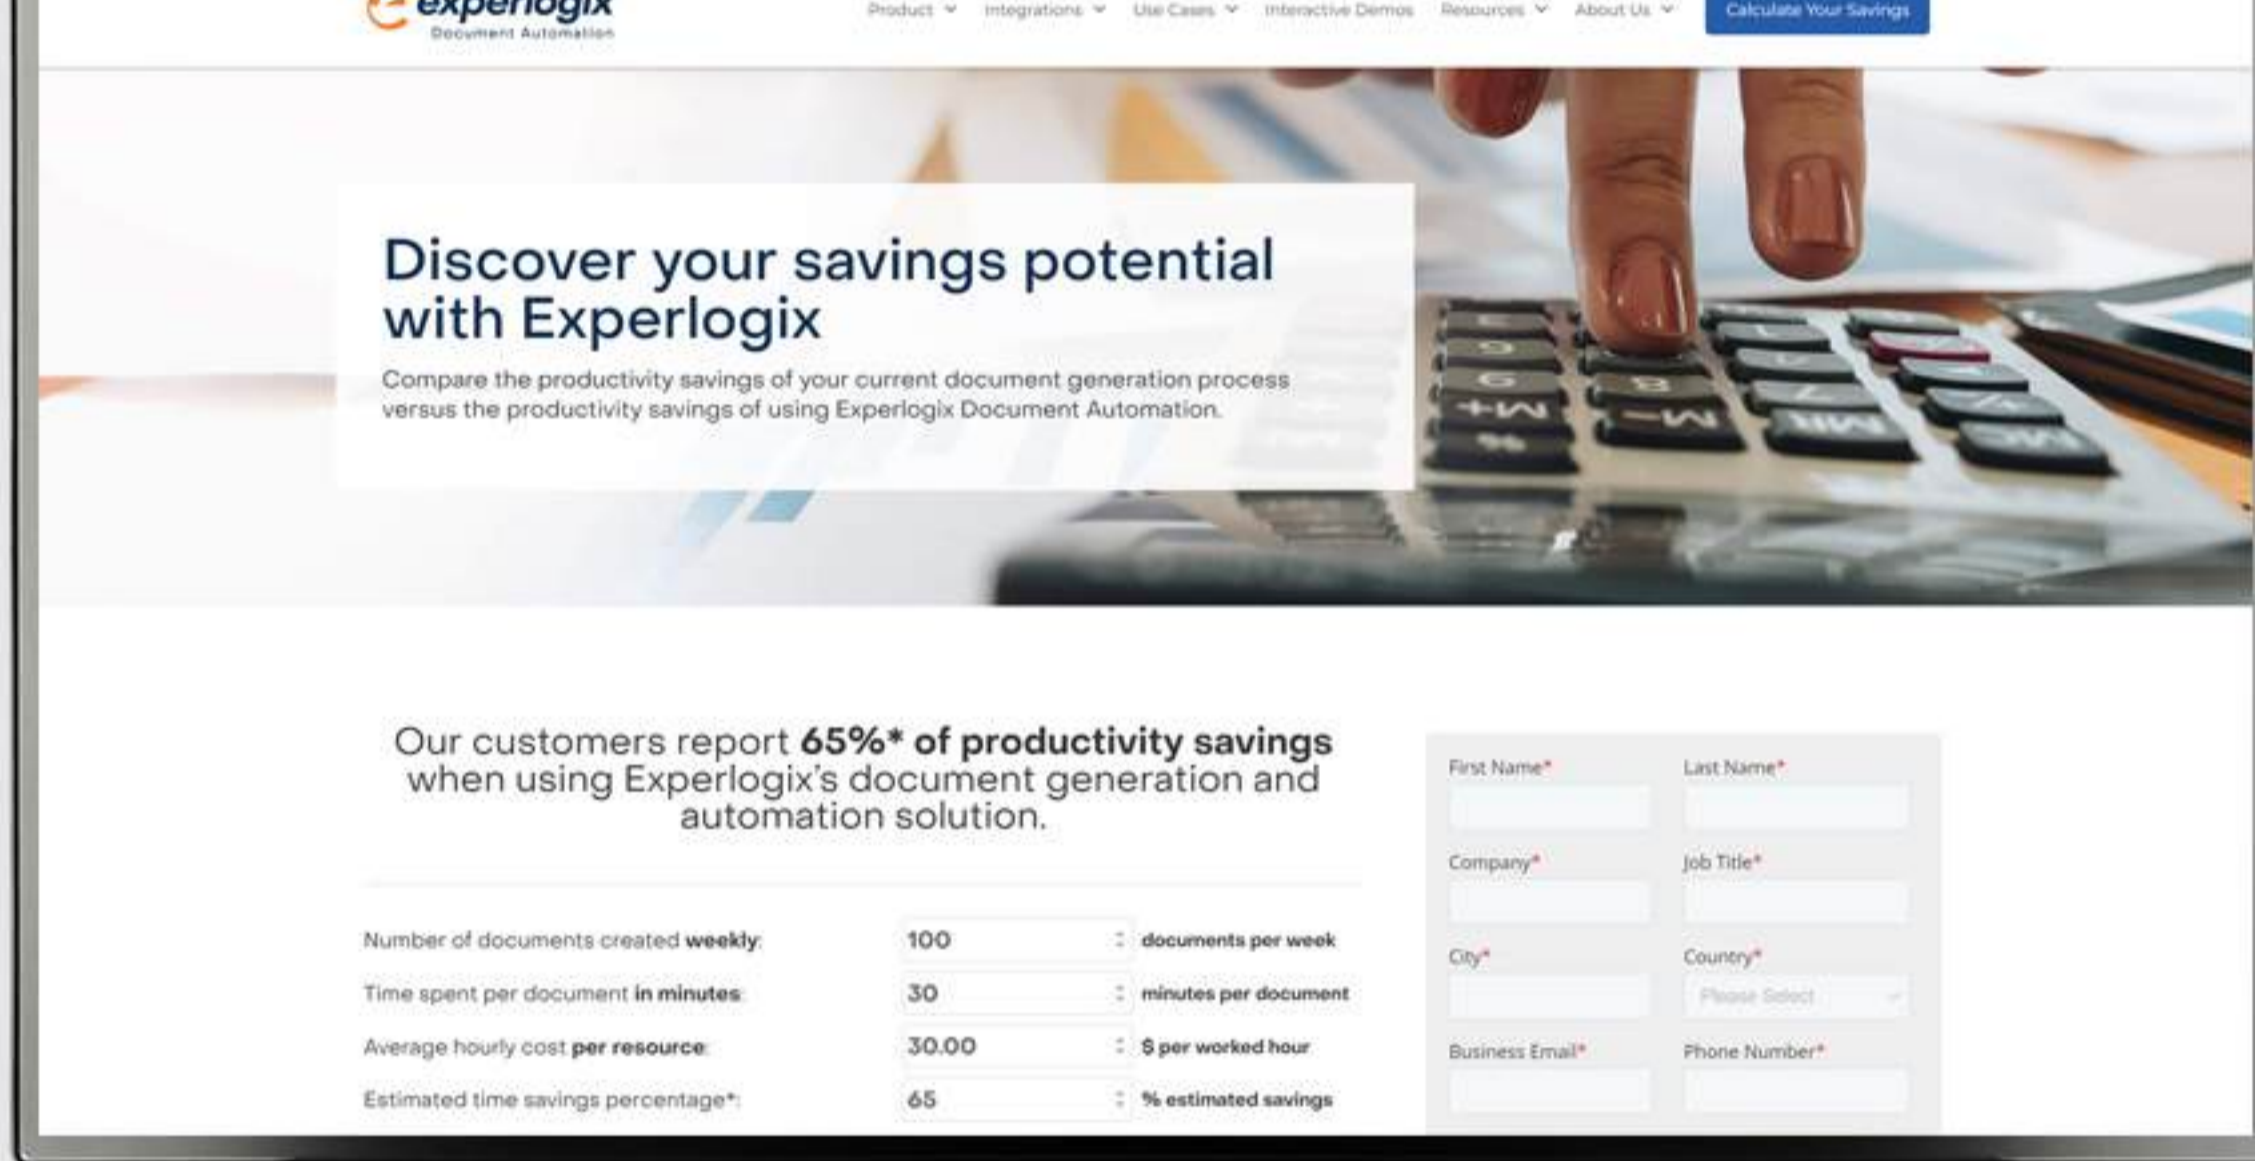 experlogix
Document Automation
Product Integrations Use Cases Interactive Demos Resources About Us Calculate Your Savings
Discover your savings potential
with Experlogix
Compare the productivity savings of your current document generation process
versus the productivity savings of using Experlogix Document Automation.
Our customers report 65%* of productivity savings
when using Experlogix's document generation and
automation solution.
Number of documents created weekly: 100 documents per week
Time spent per document in minutes: 30 minutes per document
Average hourly cost per resource: 30.00 $ per worked hour
Estimated time savings percentage*: 65 % estimated savings
First Name* Last Name*
Company* Job Title*
City* Country*
Please Select
Business Email* Phone Number*